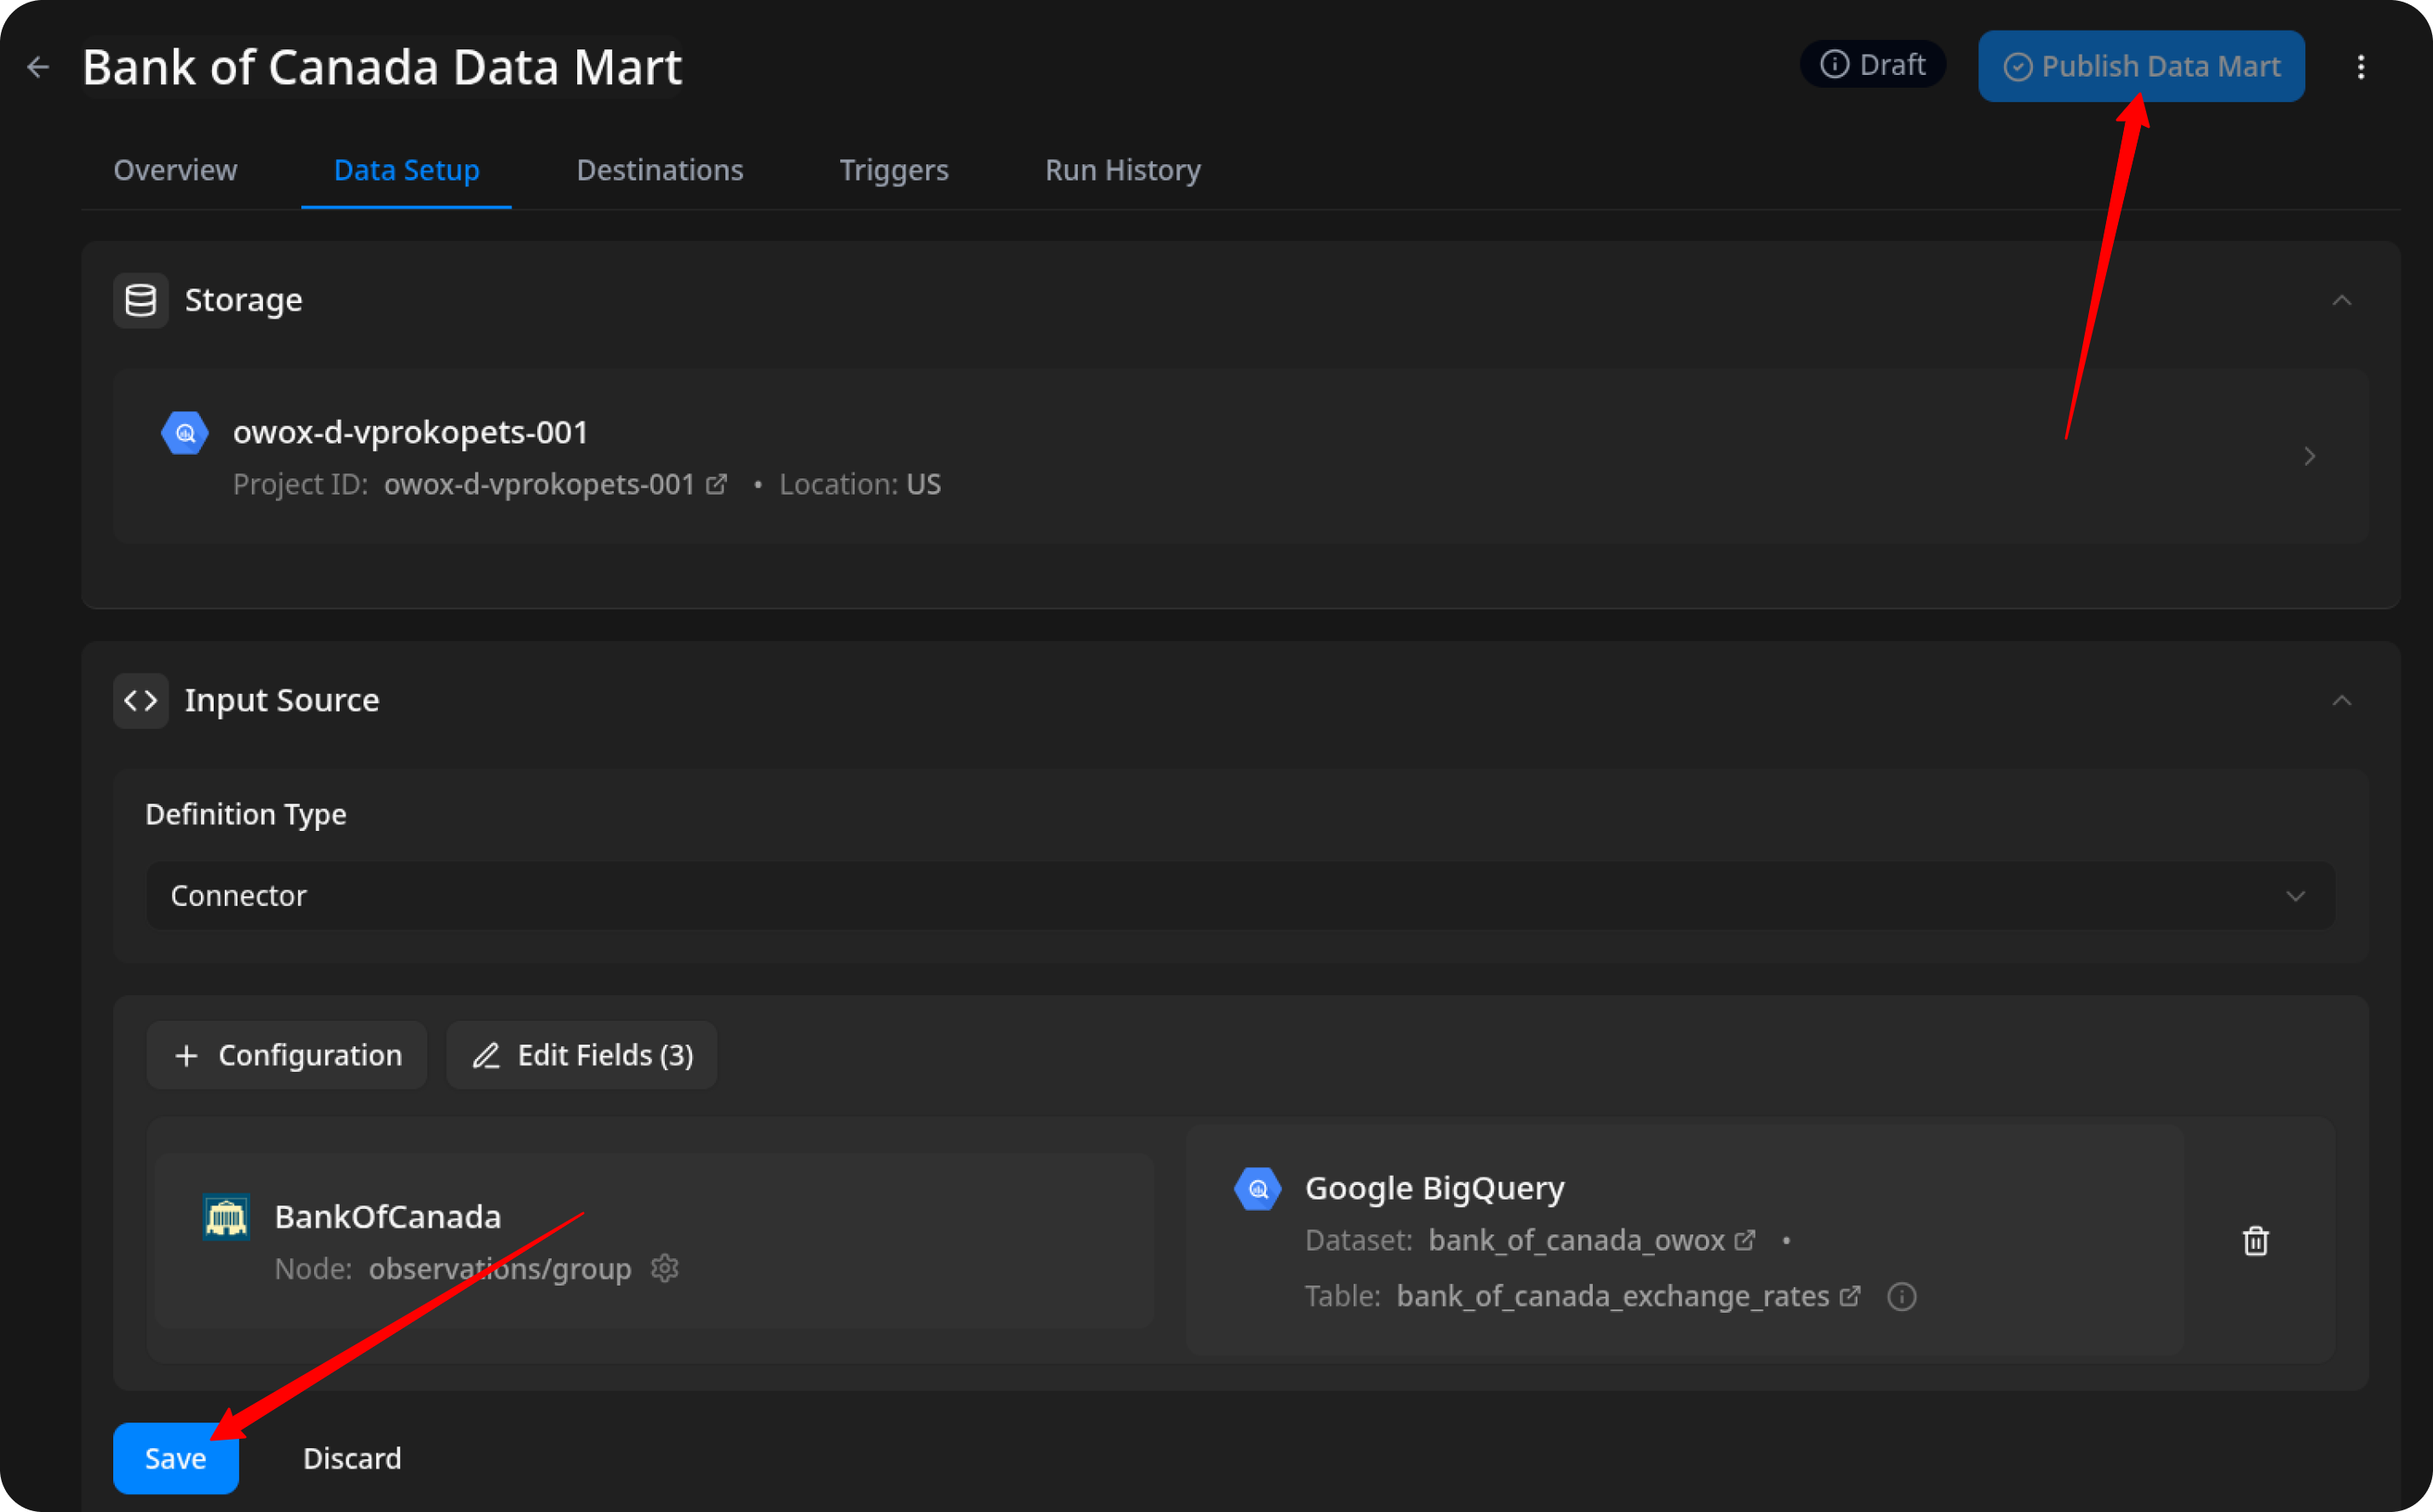 Bank of Canada Data Mart
Draft
Publish Data Mart
Overview
Data Setup
Destinations
Triggers
Run History
Storage
owox-d-vprokopets-001
Project ID: owox-d-vprokopets-001 • Location: US
Input Source
Definition Type
Connector
Configuration
Edit Fields (3)
BankOfCanada
Node: observations/group
Google BigQuery
Dataset: bank_of_canada_owox •
Table: bank_of_canada_exchange_rates
Save
Discard